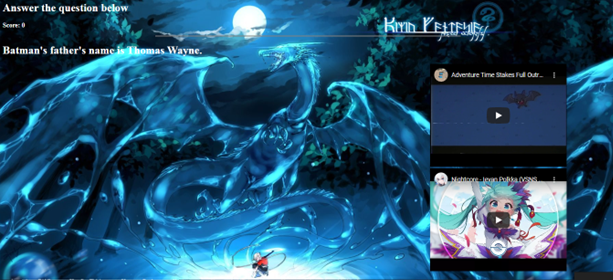 Answer the question below
Score: 0
Batman's father's name is Thomas Wayne.
Adventure Time Stakes Full Outr...
Nightcore - Ievan Polkka (VSNS